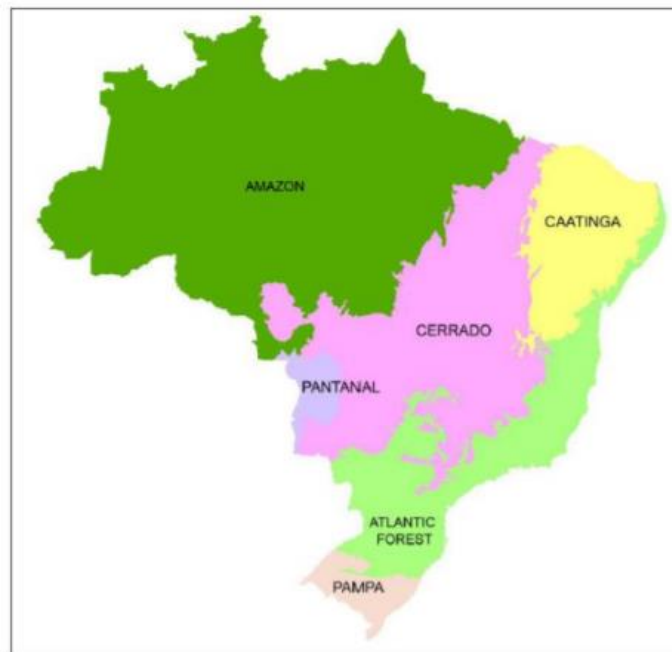 AMAZON
CAATINGA
CERRADO
PANTANAL
ATLANTIC
FOREST
PAMPA